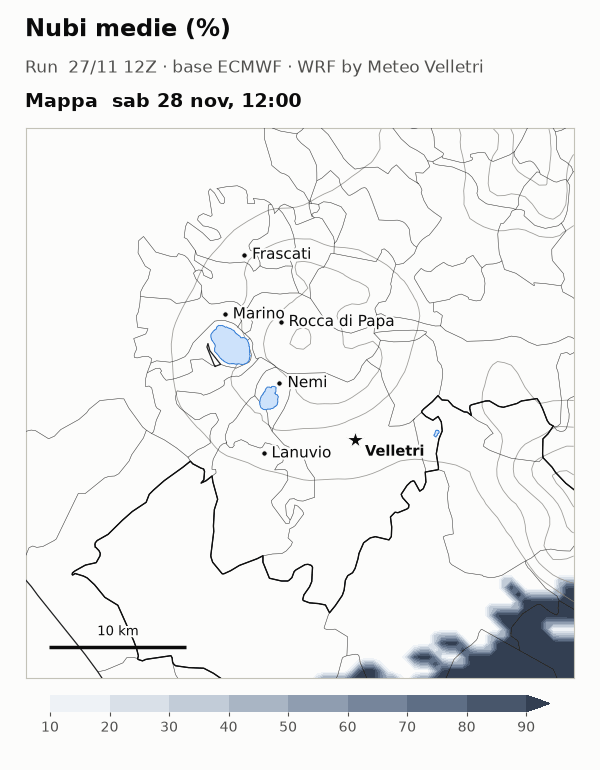 Nubi medie (%)
Run  27/11 12Z · base ECMWF · WRF by Meteo Velletri
Mappa  sab 28 nov, 12:00
Frascati
Marino
Rocca di Papa
Nemi
Velletri
Lanuvio
10 km
10 20 30 40 50 60 70 80 90